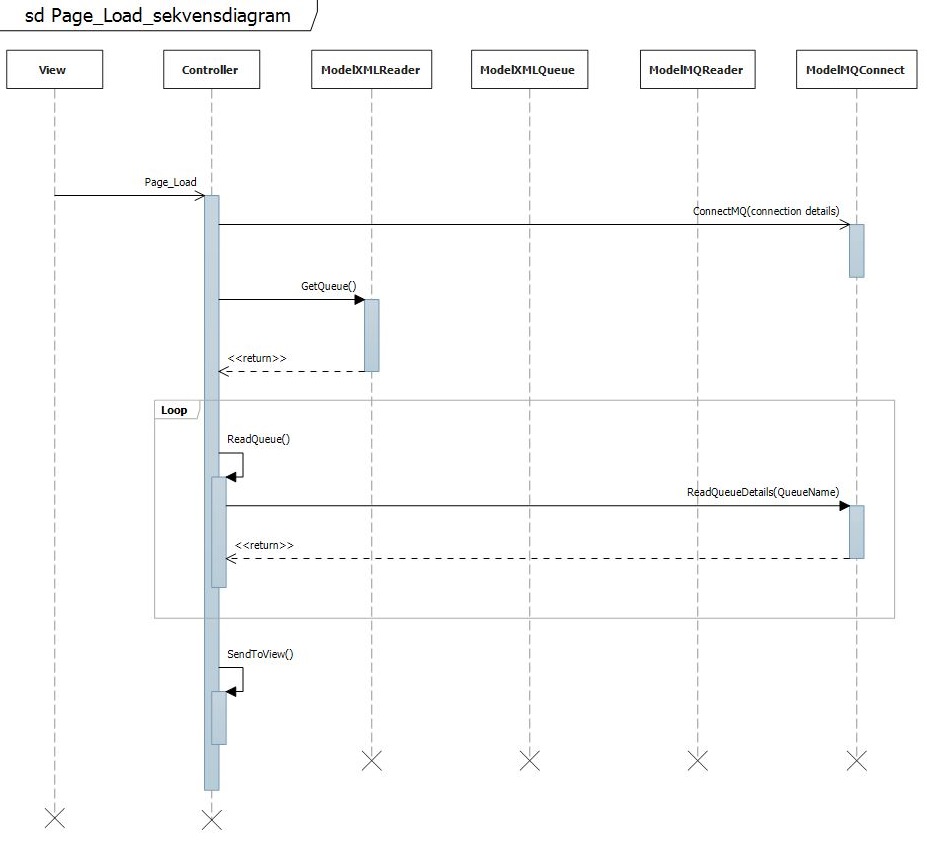 sd Page_Load_sekvensdiagram
View
Controller
ModelXMLReader
ModelXMLQueue
ModelMQReader
ModelMQConnect
Page_Load
ConnectMQ(connection details)
GetQueue()
<<return>>
Loop
ReadQueue()
ReadQueueDetails(QueueName)
<<return>>
SendToView()